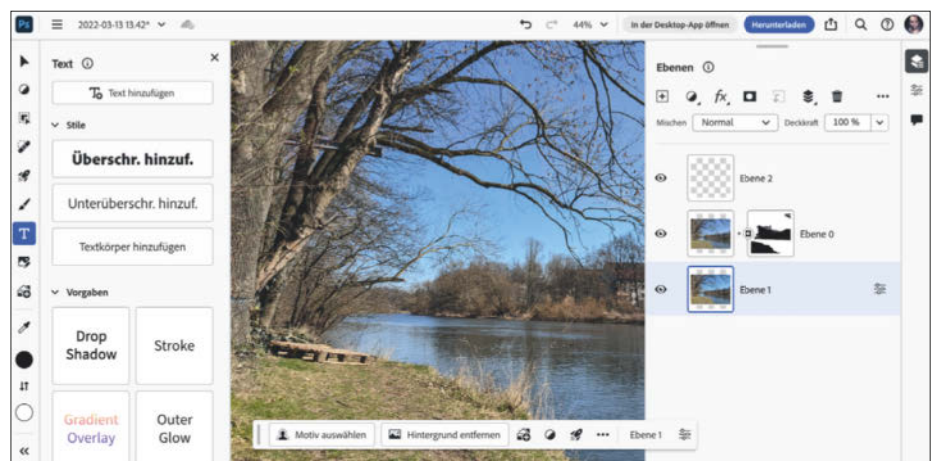 Ps
2022-03-13 13.42*
44%
In der Desktop-App öffnen
Herunterladen
Text
Text hinzufügen
Stile
Überschr. hinzuf.
Unterüberschr. hinzuf.
Textkörper hinzufügen
Vorgaben
Drop
Shadow
Stroke
Gradient
Overlay
Outer
Glow
Motiv auswählen
Hintergrund entfernen
Ebene 1
Ebenen
Mischen Normal Deckkraft 100 %
Ebene 2
Ebene 0
Ebene 1